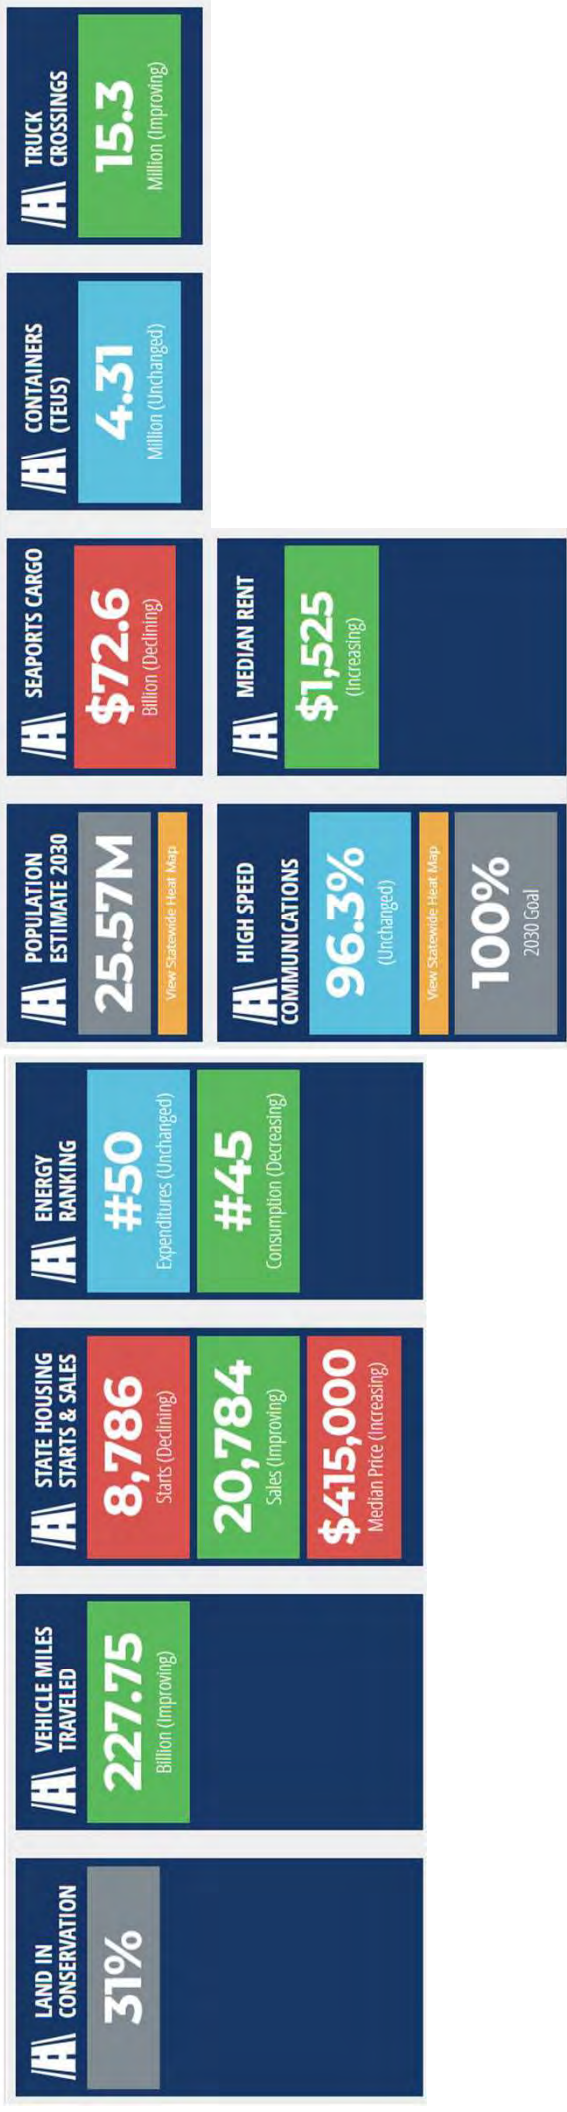 LAND IN
CONSERVATION
31%
VEHICLE MILES
TRAVELED
227.75
Billion (Improving)
STATE HOUSING
STARTS & SALES
8,786
Starts (Declining)
20,784
Sales (Improving)
$415,000
Median Price (Increasing)
ENERGY
RANKING
#50
Expenditures (Unchanged)
#45
Consumption (Decreasing)
POPULATION
ESTIMATE 2030
25.57M
View Statewide Heat Map
SEAPORTS CARGO
$72.6
Billion (Declining)
CONTAINERS
(TEUS)
4.31
Million (Unchanged)
TRUCK
CROSSINGS
15.3
Million (Improving)
HIGH SPEED
COMMUNICATIONS
96.3%
(Unchanged)
View Statewide Heat Map
100%
2030 Goal
MEDIAN RENT
$1,525
(Increasing)